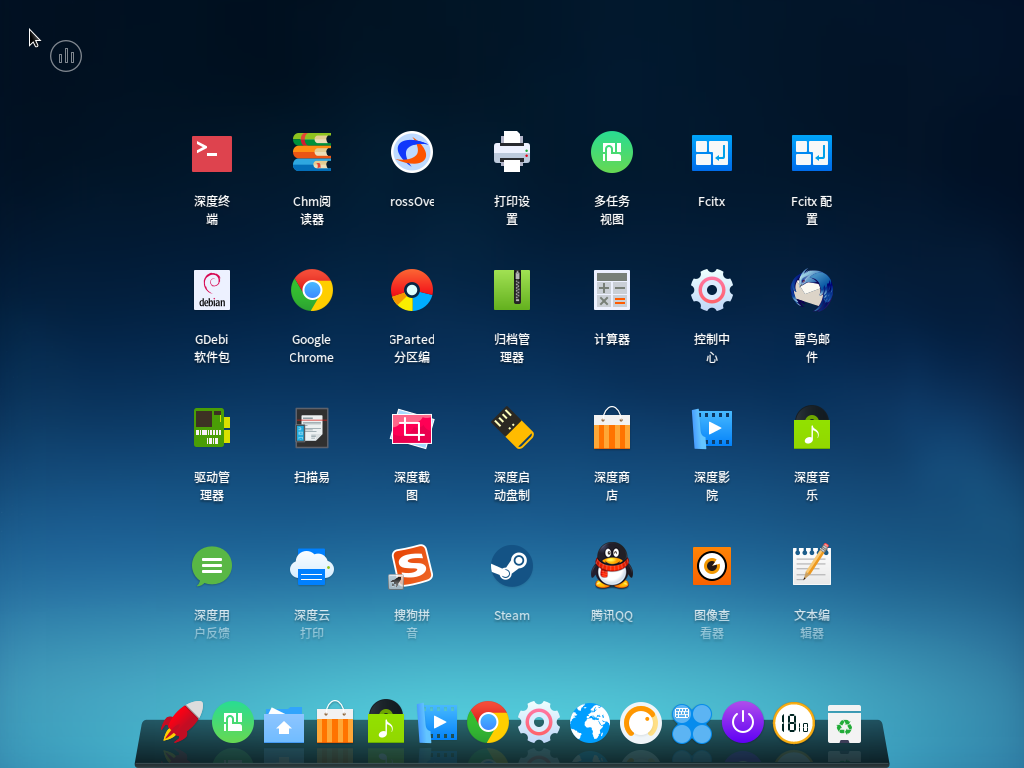 深度终
端
Chm阅
读器
rossOve
打印设
置
多任务
视图
Fcitx
Fcitx 配
置
debian
GDebi
软件包
Google
Chrome
GParted
分区编
归档管
理器
计算器
控制中
心
雷鸟邮
件
驱动管
理器
扫描易
深度截
图
深度启
动盘制
深度商
店
深度影
院
深度音
乐
深度用
户反馈
深度云
打印
搜狗拼
音
Steam
腾讯QQ
图像查
看器
文本编
辑器
18 10